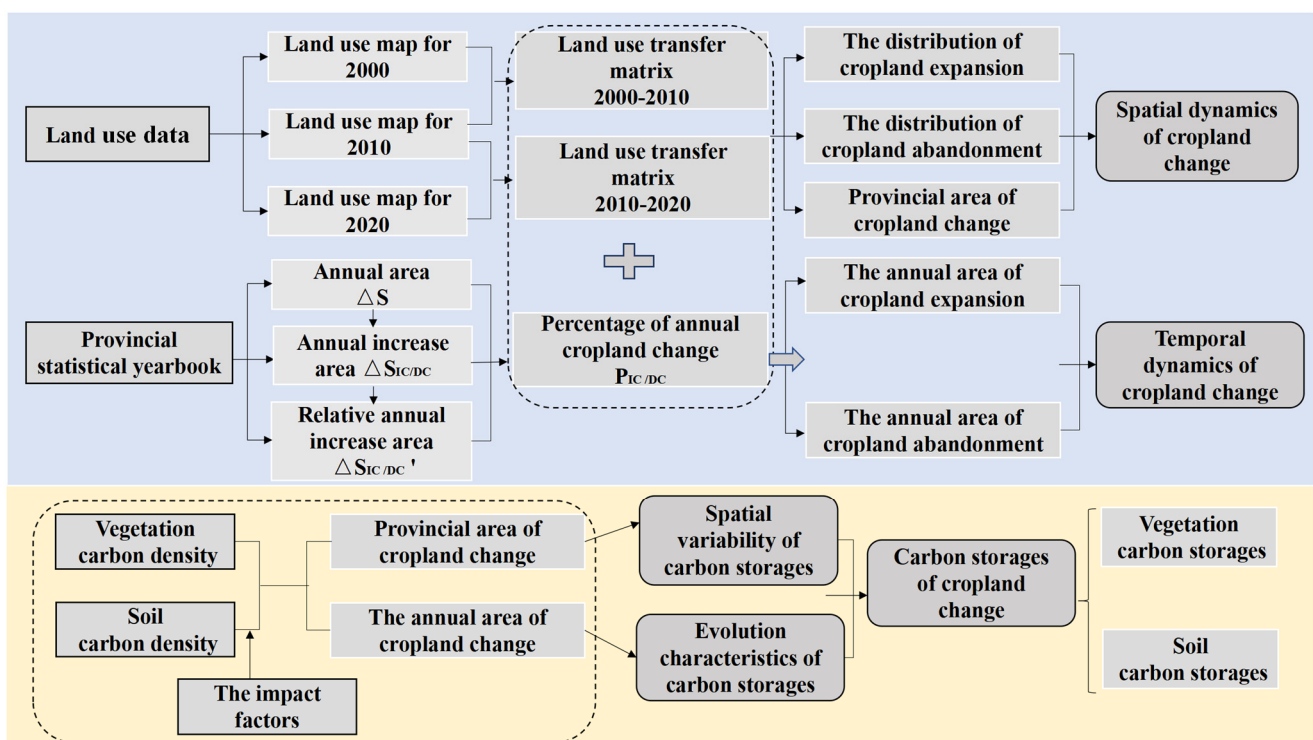 Land use data
Land use map for
2000
Land use map for
2010
Land use map for
2020
Land use transfer
matrix
2000-2010
Land use transfer
matrix
2010-2020
The distribution of
cropland expansion
The distribution of
cropland abandonment
Provincial area of
cropland change
Spatial dynamics
of cropland
change
Provincial
statistical yearbook
Annual area
△S
Annual increase
area △SIC/DC
Relative annual
increase area
△SIC /DC '
Percentage of annual
cropland change
PIC /DC
The annual area of
cropland expansion
The annual area of
cropland abandonment
Temporal
dynamics of
cropland change
Vegetation
carbon density
Soil
carbon density
The impact
factors
Provincial area of
cropland change
The annual area of
cropland change
Spatial
variability of
carbon storages
Evolution
characteristics of
carbon storages
Carbon storages
of cropland
change
Vegetation
carbon storages
Soil
carbon storages